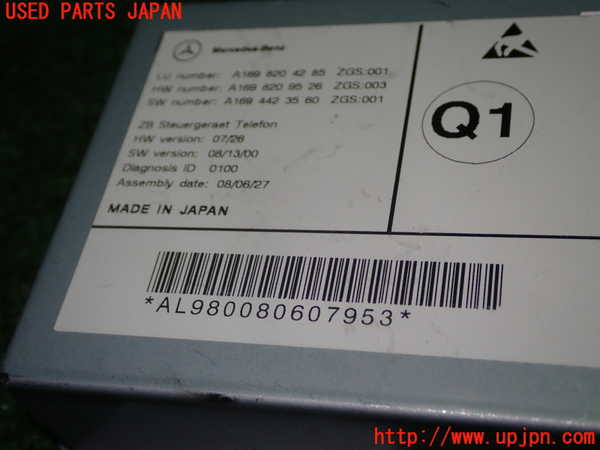 USED PARTS JAPAN
Mercedes-Benz
LU number: A169 820 42 85 ZGS:001
HW number: A169 820 95 26 ZGS:003
SW number: A169 442 35 60 ZGS:001
ZB Steuergeraet Telefon
HW version: 07/26
SW version: 08/13/00
Diagnosis ID 0100
Assembly date: 08/06/27
MADE IN JAPAN
Q1
*AL980080607953*
http://www.upjpn.com/